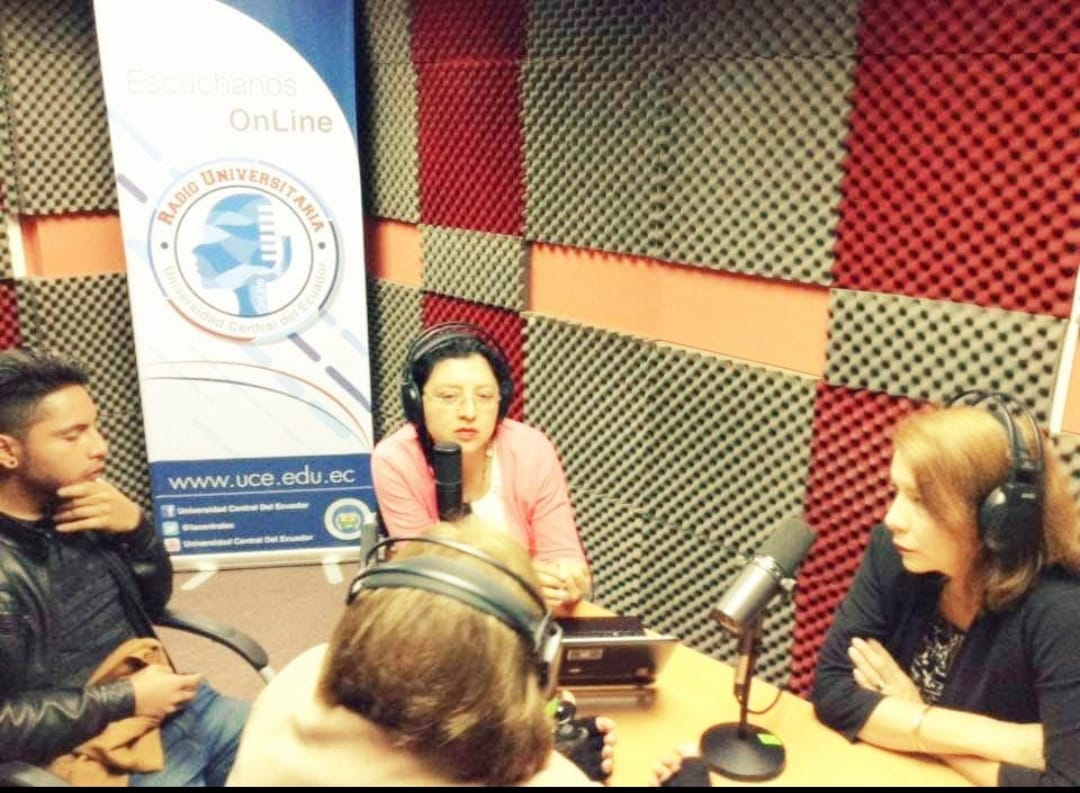 Escuchanos
OnLine
RADIO UNIVERSITARIA
Universidad Central del Ecuador
www.uce.edu.ec
Universidad Central Del Ecuador
Universidad Central Del Ecuador